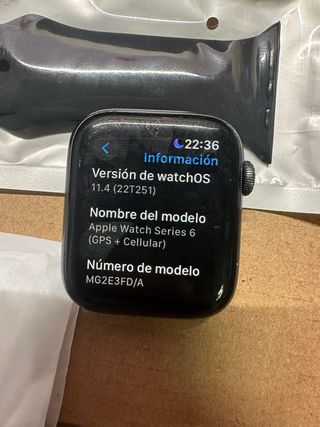 22:36
Información
Versión de watchOS
11.4 (22T251)
Nombre del modelo
Apple Watch Series 6
(GPS + Cellular)
Número de modelo
MG2E3FD/A